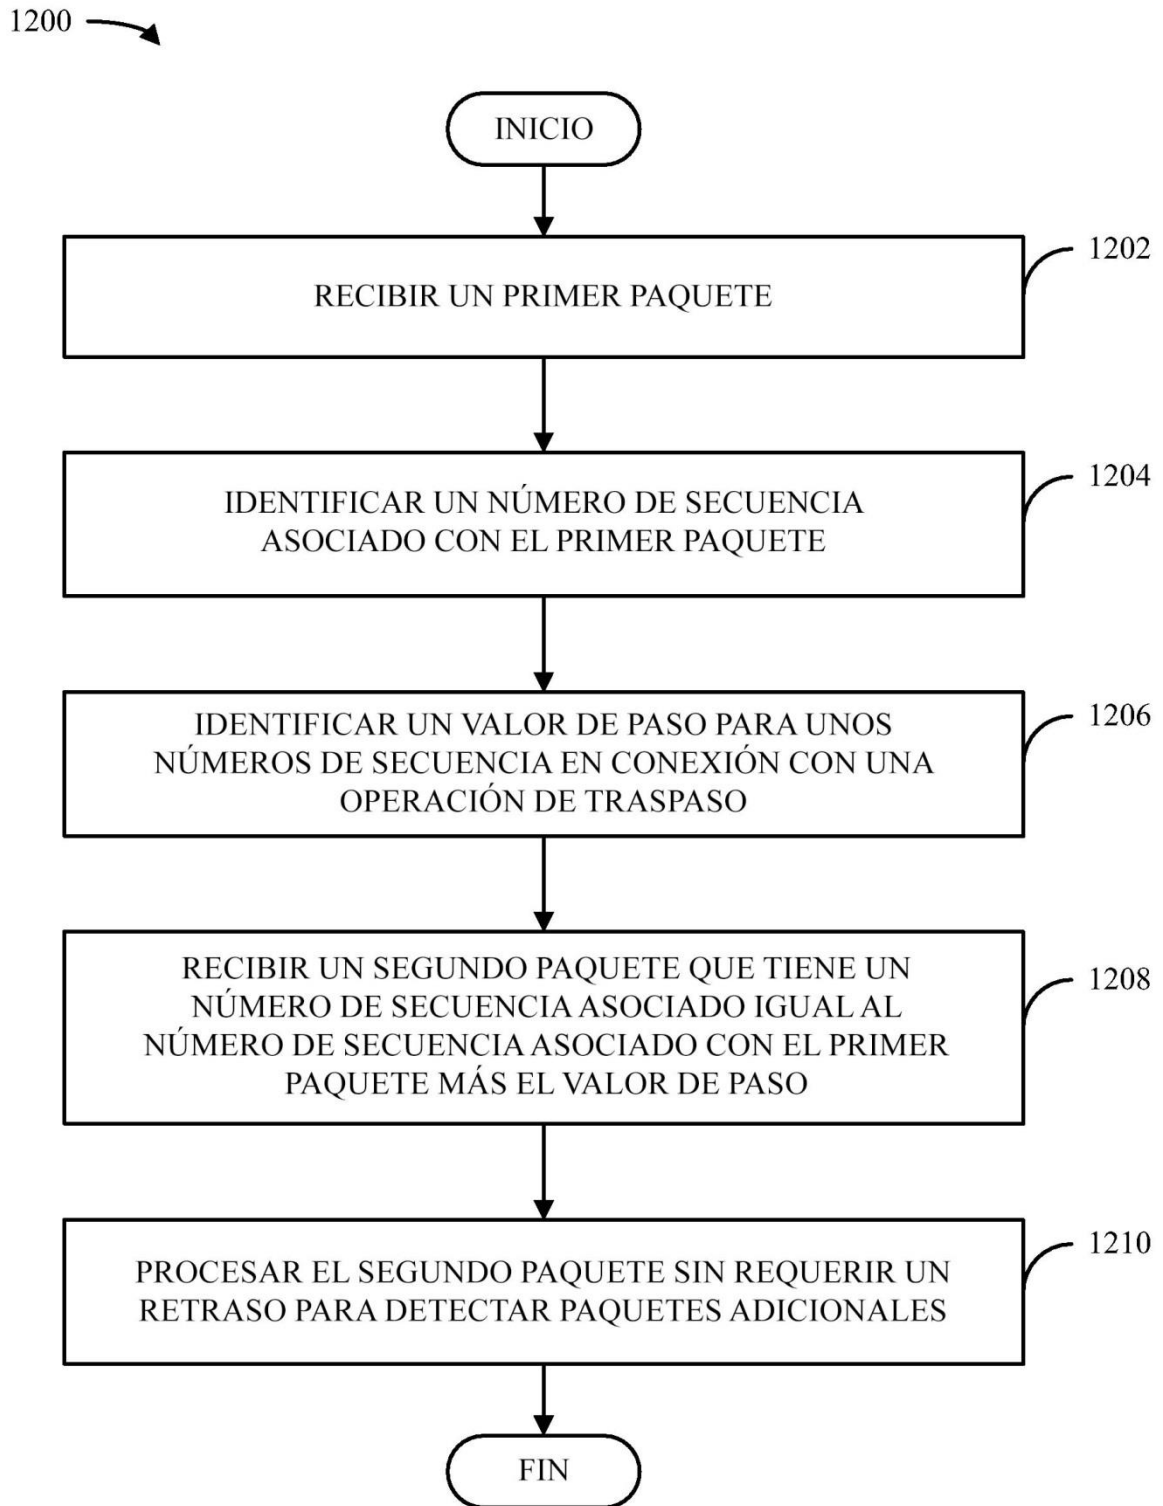 1200
INICIO
RECIBIR UN PRIMER PAQUETE
1202
IDENTIFICAR UN NÚMERO DE SECUENCIA
ASOCIADO CON EL PRIMER PAQUETE
1204
IDENTIFICAR UN VALOR DE PASO PARA UNOS
NÚMEROS DE SECUENCIA EN CONEXIÓN CON UNA
OPERACIÓN DE TRASPASO
1206
RECIBIR UN SEGUNDO PAQUETE QUE TIENE UN
NÚMERO DE SECUENCIA ASOCIADO IGUAL AL
NÚMERO DE SECUENCIA ASOCIADO CON EL PRIMER
PAQUETE MÁS EL VALOR DE PASO
1208
PROCESAR EL SEGUNDO PAQUETE SIN REQUERIR UN
RETRASO PARA DETECTAR PAQUETES ADICIONALES
1210
FIN